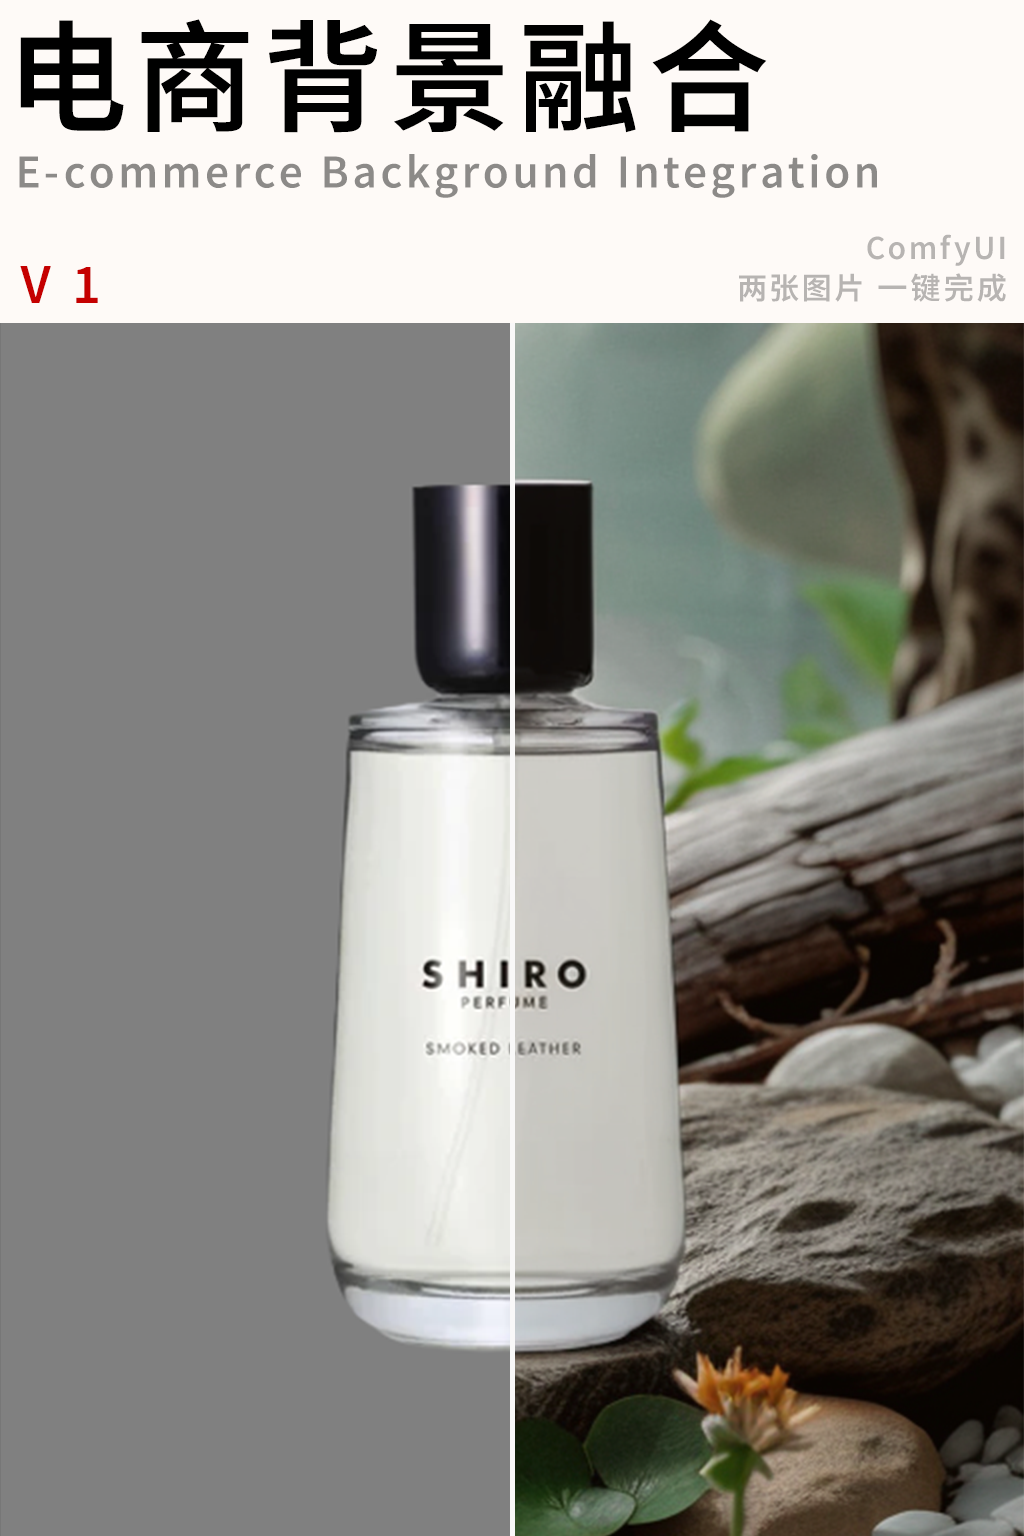 电商背景融合
E-commerce Background Integration
V 1
ComfyUI
两张图片 一键完成
SHIRO
PERFUME
SMOKED LEATHER